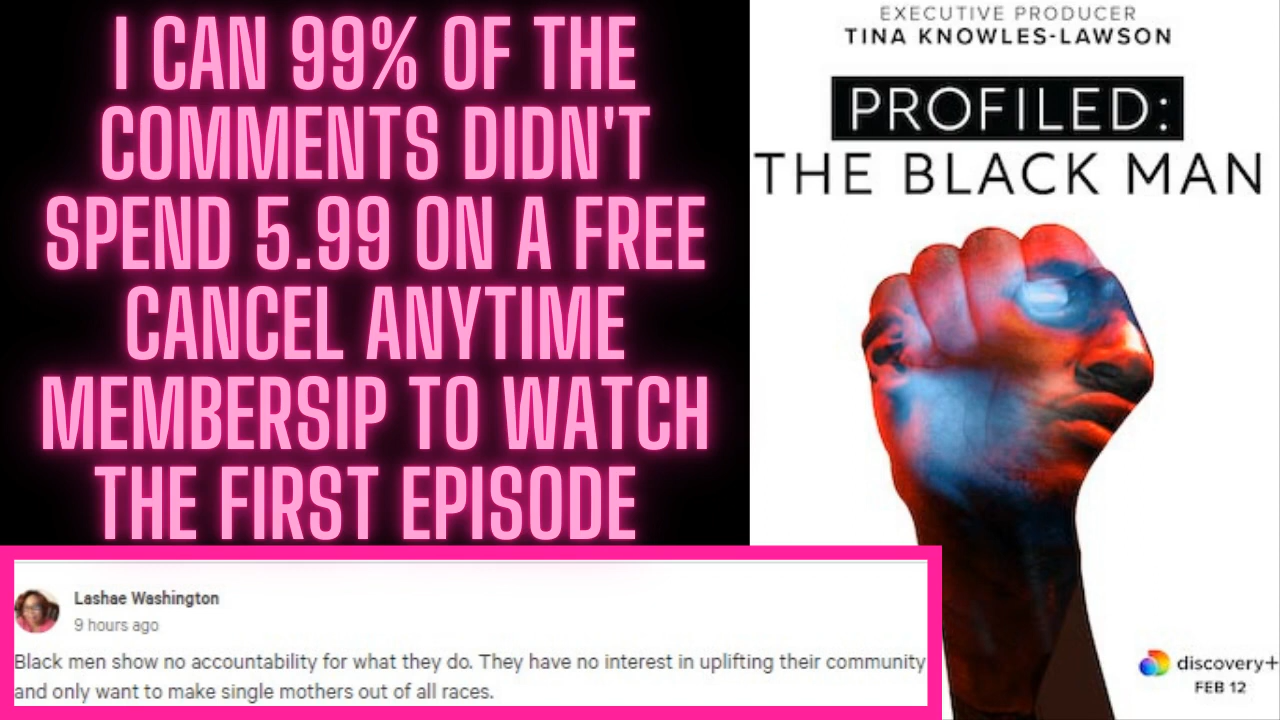 I CAN 99% OF THE
COMMENTS DIDN'T
SPEND 5.99 ON A FREE
CANCEL ANYTIME
MEMBERSIP TO WATCH
THE FIRST EPISODE
EXECUTIVE PRODUCER
TINA KNOWLES-LAWSON
PROFILED:
THE BLACK MAN
Lashae Washington
9 hours ago
Black men show no accountability for what they do. They have no interest in uplifting their community
and only want to make single mothers out of all races.
discovery+
FEB 12